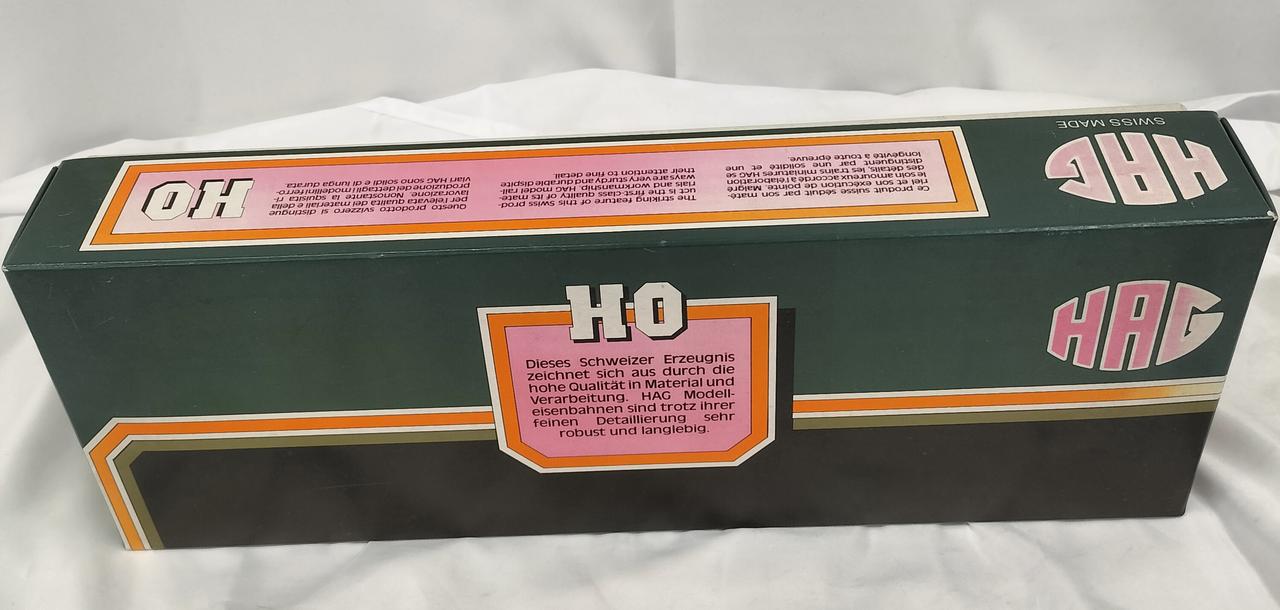 HAG
SWISS MADE
Ce produit suisse séduit par son maté-
riel et son exécution de pointe. Malgré
le soin rigoureux accordé à l'élaboration
des détails, les trains miniatures HAG se
distinguent par une solidité et une
longévité à toute épreuve.
The striking feature of this Swiss prod-
uct is the first-class quality of its mate-
rials and workmanship. HAG model rail-
ways are very sturdy and durable dispite
their attention to fine detail.
Questo prodotto svizzero si distingue
per l'elevata qualità dei materiali e della
lavorazione. Nonostante la squisita ri-
produzione dei dettagli i modelli ferro-
viari HAG sono solidi e di lunga durata.
HO
HO
Dieses Schweizer Erzeugnis
zeichnet sich aus durch die
hohe Qualität in Material und
Verarbeitung. HAG Modell-
eisenbahnen sind trotz ihrer
feinen Detaillierung sehr
robust und langlebig.
HAG